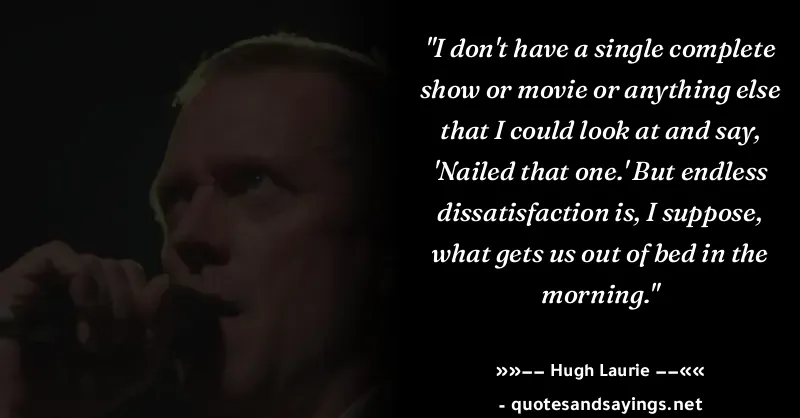 "I don't have a single complete
show or movie or anything else
that I could look at and say,
'Nailed that one.' But endless
dissatisfaction is, I suppose,
what gets us out of bed in the
morning."
»»–– Hugh Laurie ––««
- quotesandsayings.net